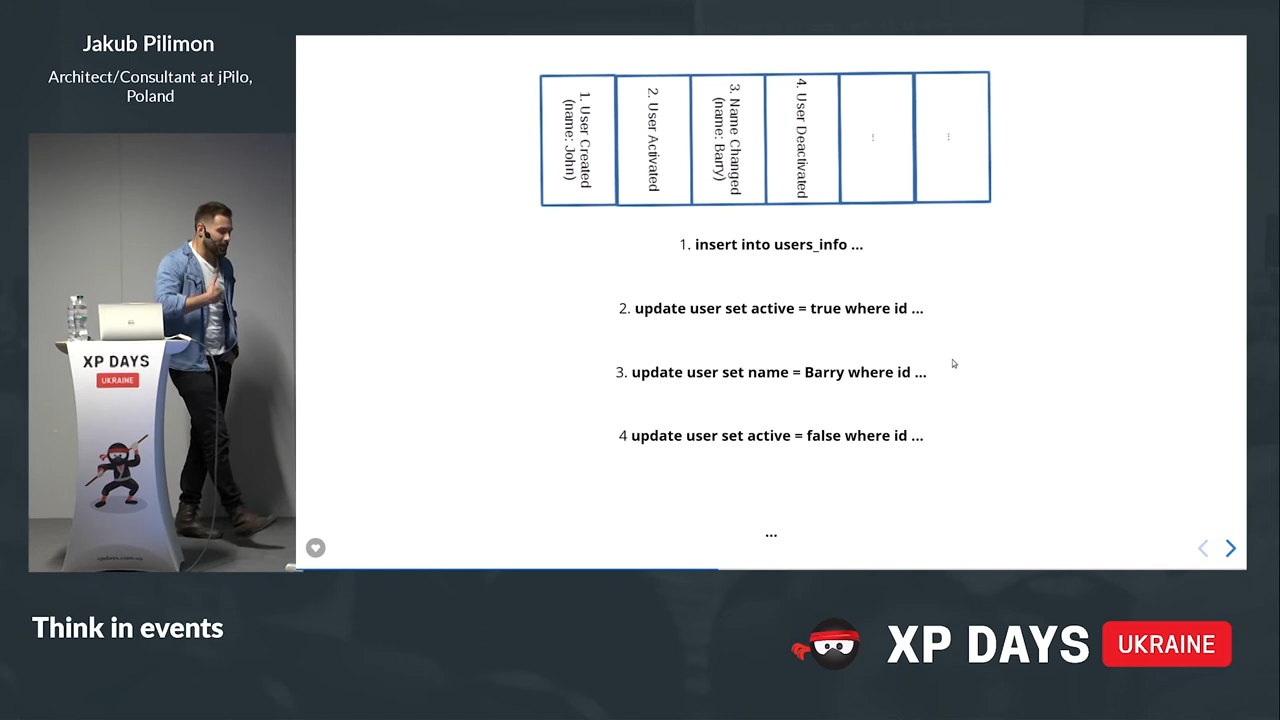 Jakub Pilimon
Architect/Consultant at jPilo,
Poland
1. User Created
(name: John)
2. User Activated
3. Name Changed
(name: Barry)
4. User Deactivated
...
...
1. insert into users_info ...
2. update user set active = true where id ...
3. update user set name = Barry where id ...
4 update user set active = false where id ...
...
XP DAYS
UKRAINE
Think in events
XP DAYS UKRAINE